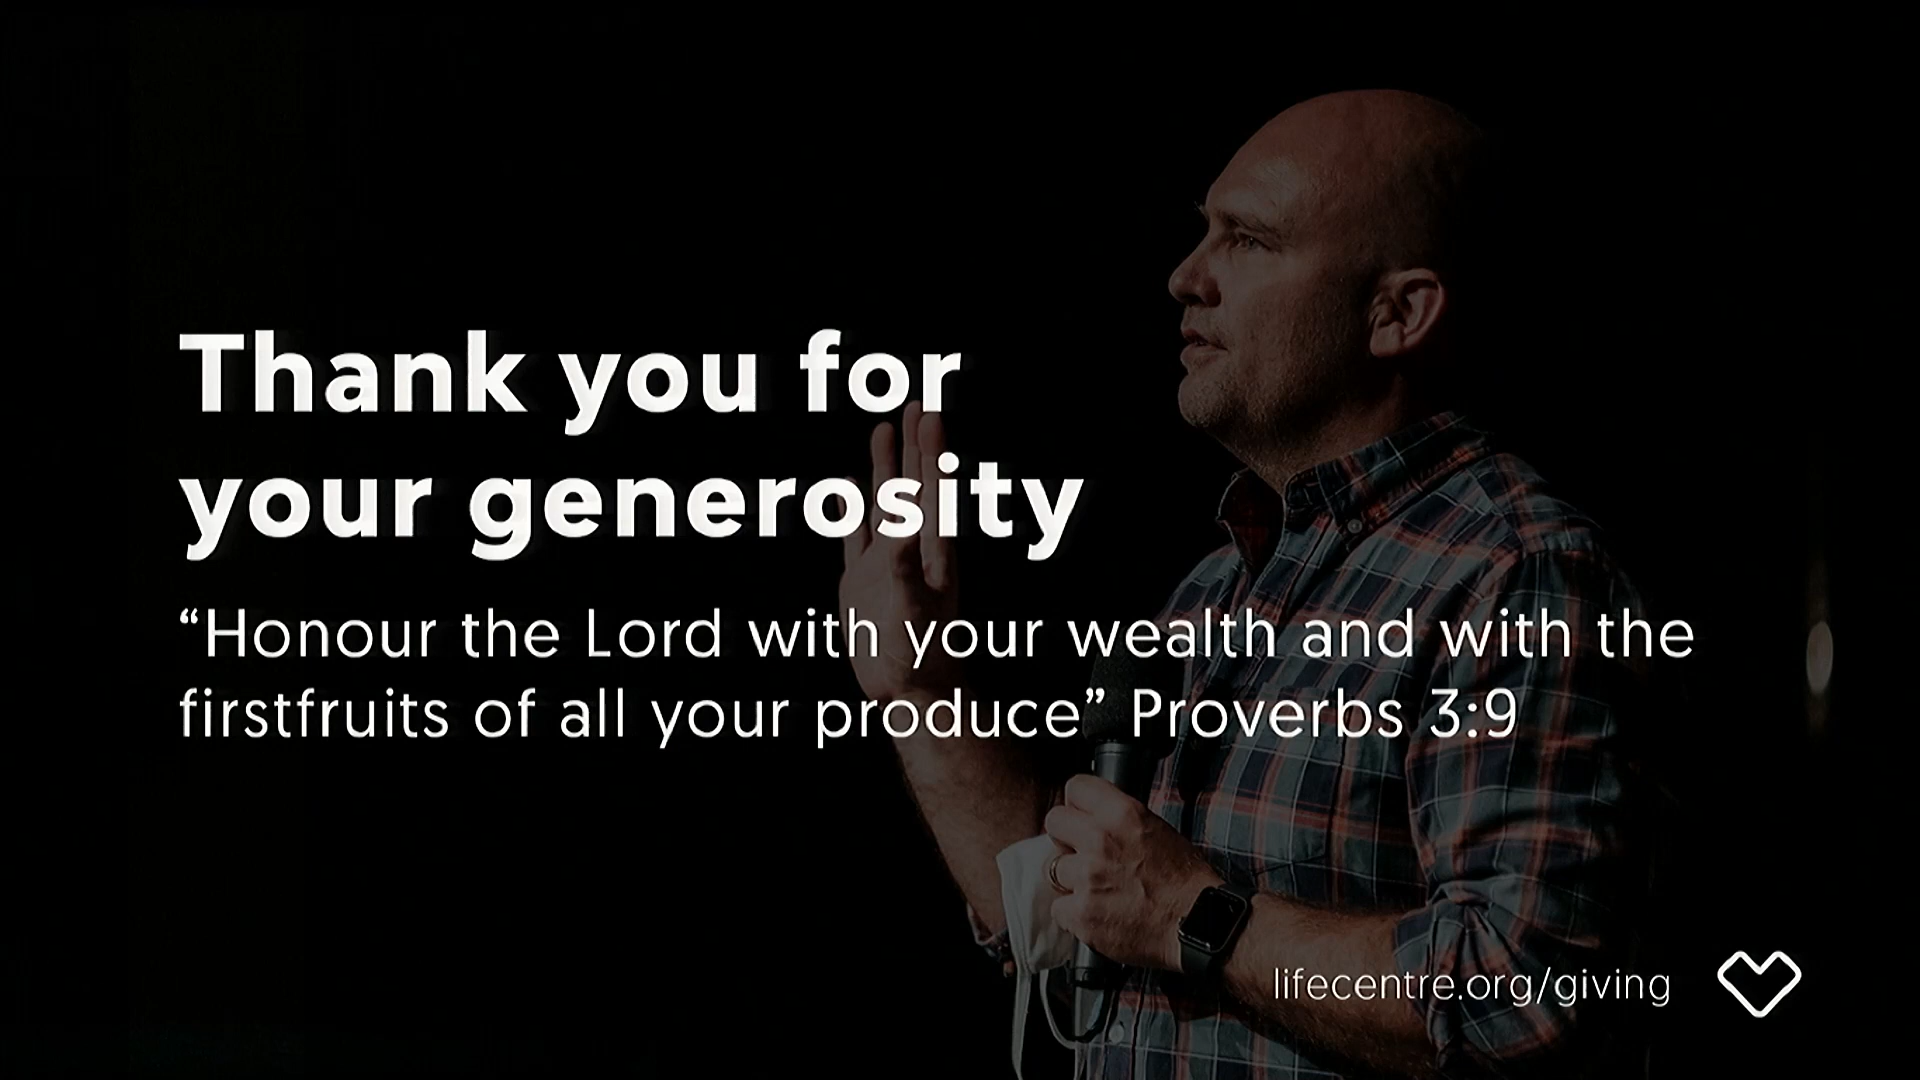 Thank you for
your generosity
“Honour the Lord with your wealth and with the
firstfruits of all your produce” Proverbs 3:9
lifecentre.org/giving